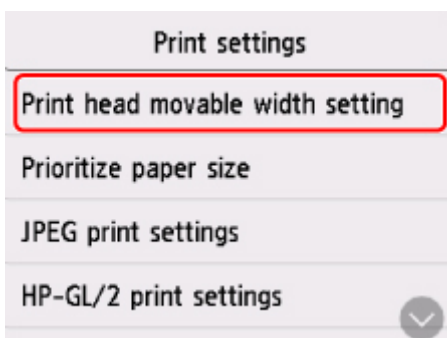 Print settings
Print head movable width setting
Prioritize paper size
JPEG print settings
HP-GL/2 print settings